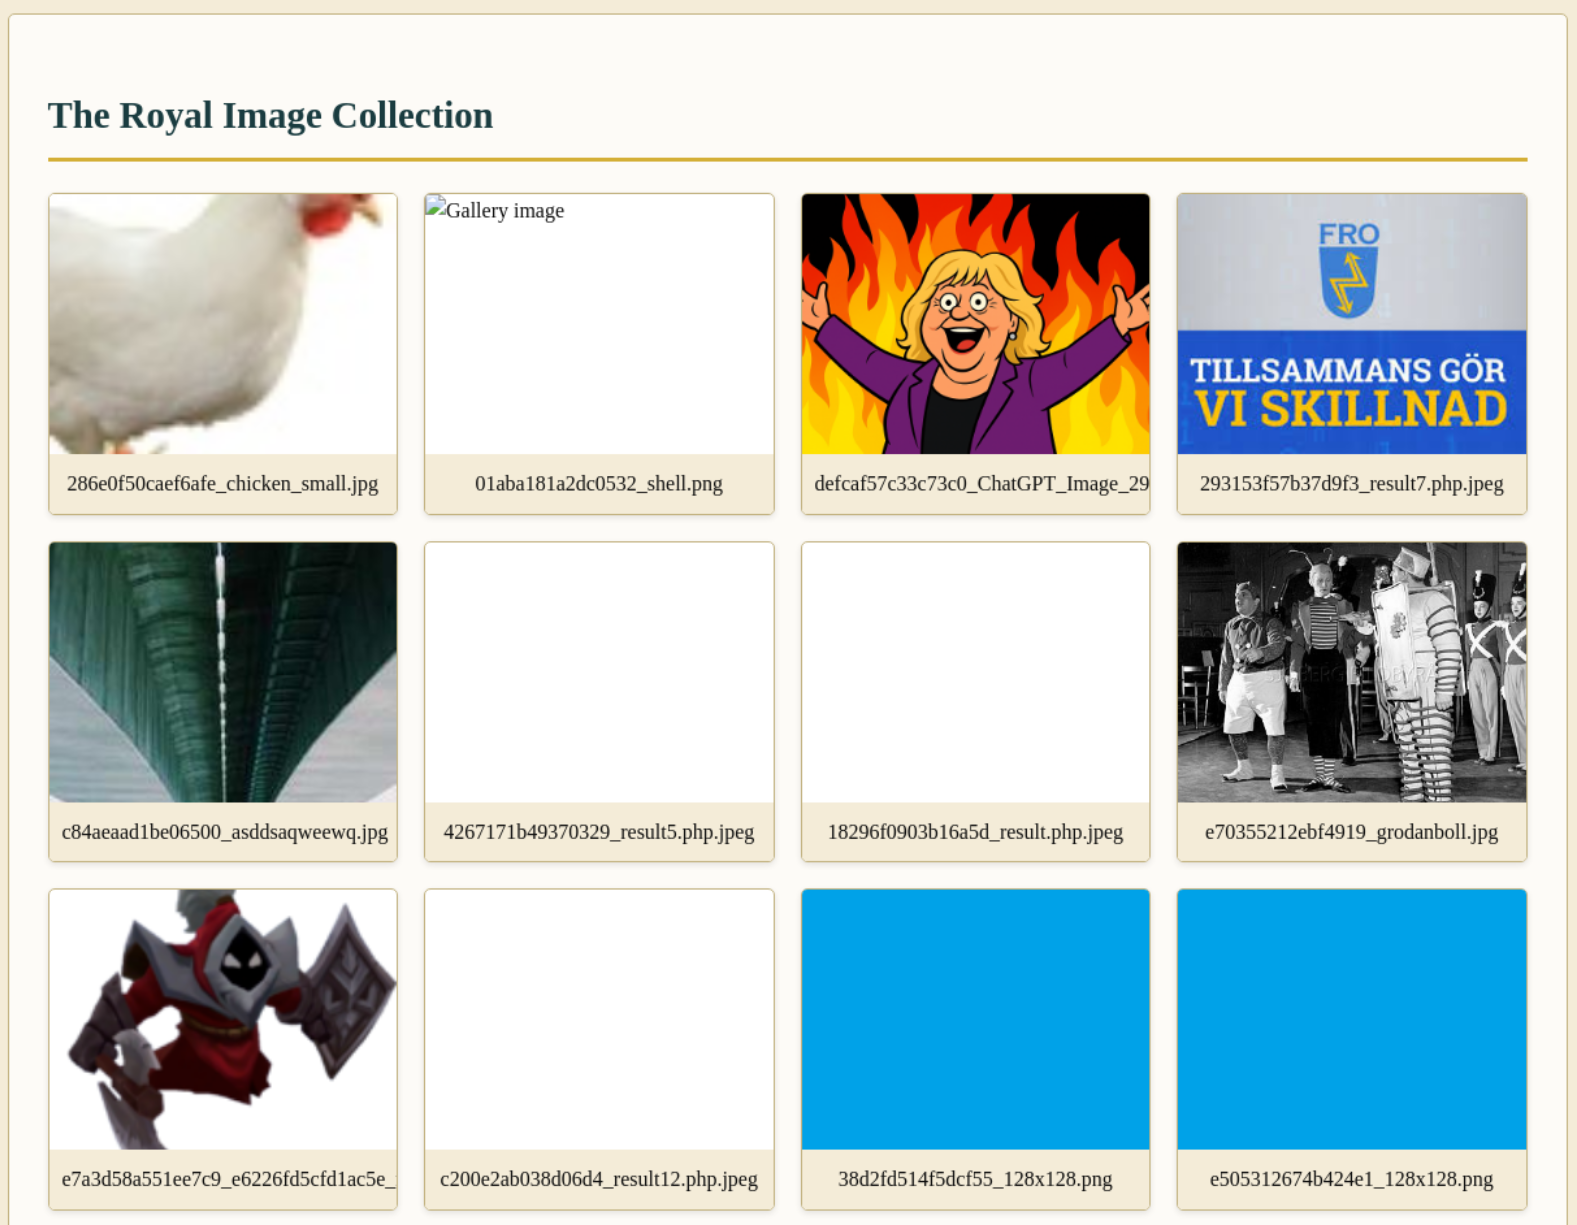 The Royal Image Collection
Gallery image
FRO
TILLSAMMANS GÖR
VI SKILLNAD
286e0f50caef6afe_chicken_small.jpg
01aba181a2dc0532_shell.png
defcaf57c33c73c0_ChatGPT_Image_29
293153f57b37d9f3_result7.php.jpeg
c84aeaad1be06500_asddsaqweewq.jpg
4267171b49370329_result5.php.jpeg
18296f0903b16a5d_result.php.jpeg
e70355212ebf4919_grodanboll.jpg
e7a3d58a551ee7c9_e6226fd5cfd1ac5e_
c200e2ab038d06d4_result12.php.jpeg
38d2fd514f5dcf55_128x128.png
e505312674b424e1_128x128.png